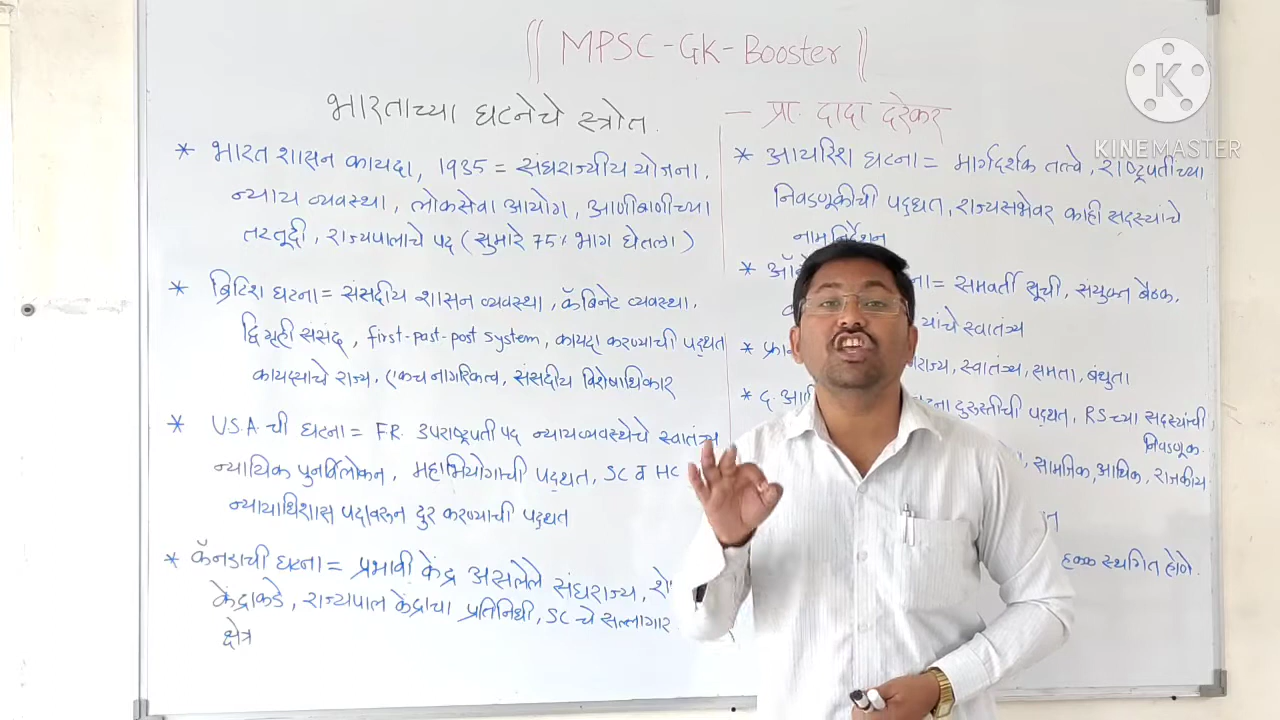 || MPSC-GK-Booster ||
भारताच्या घटनेचे स्त्रोत.
– प्रा. दादा दरेकर
* भारत शासन कायदा, 1935 = संघराज्यीय योजना.
न्याय व्यवस्था, लोकसेवा आयोग, आणीबाणीच्या
तरतूदी, राज्यपालाचे पद (सुमारे 75% भाग घेतला)
* ब्रिटिश घटना = संसदीय शासन व्यवस्था, कॅबिनेट व्यवस्था.
द्विगृही संसंद, first-past-post system, कायदा करण्याची पद्धत
कायद्याचे राज्य, एकच नागरिकत्व, संसदीय विशेषाधिकार
* U.S.A. ची घटना = F.R. उपराष्ट्रपती पद न्यायव्यवस्थेचे स्वातंत्र्य
न्यायिक पुनर्विलोकन, महाभियोगाची पद्धत, SC व HC
न्यायाधिशास पदावरून दुर करण्याची पद्धत
* कॅनडाची घटना = प्रभावी केंद्र असलेले संघराज्य,
केंद्राकडे, राज्यपाल केंद्राचा प्रतिनिधी, SC चे सल्लागार
क्षेत्र
* आयरिश घटना = मार्गदर्शक तत्वे, राष्ट्रपतींच्या
निवडणूकीची पद्धत, राज्यसभेवर काही सदस्यांचे
नामनिर्देशन
* = समवर्ती सूची, संयुक्त बैठक.
स्वातंत्र्य
* स्वातंत्र्य, समता, बंधुता
* द. दुरुस्तीची पद्धत, RS च्या सदस्यांची
निवडणूक.
सामाजिक, आर्थिक, राजकीय
हक्क स्थगित होणे.
K
KINEMASTER